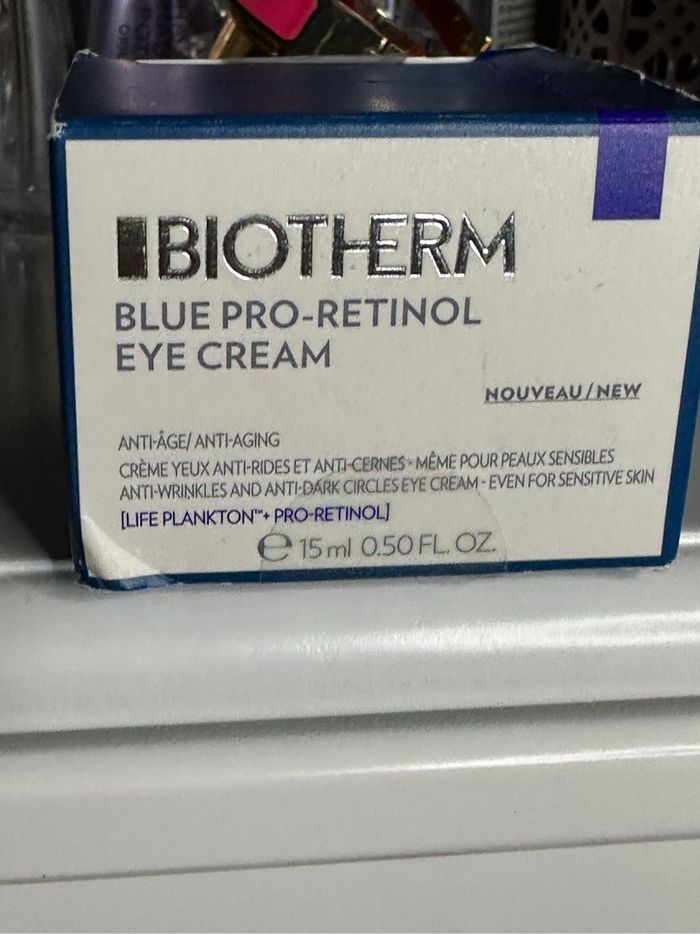 BIOTHERM
BLUE PRO-RETINOL
EYE CREAM
NOUVEAU / NEW
ANTI-ÂGE/ ANTI-AGING
CRÈME YEUX ANTI-RIDES ET ANTI-CERNES - MÊME POUR PEAUX SENSIBLES
ANTI-WRINKLES AND ANTI-DARK CIRCLES EYE CREAM - EVEN FOR SENSITIVE SKIN
[LIFE PLANKTON™+ PRO-RETINOL]
℮ 15 ml 0.50 FL. OZ.